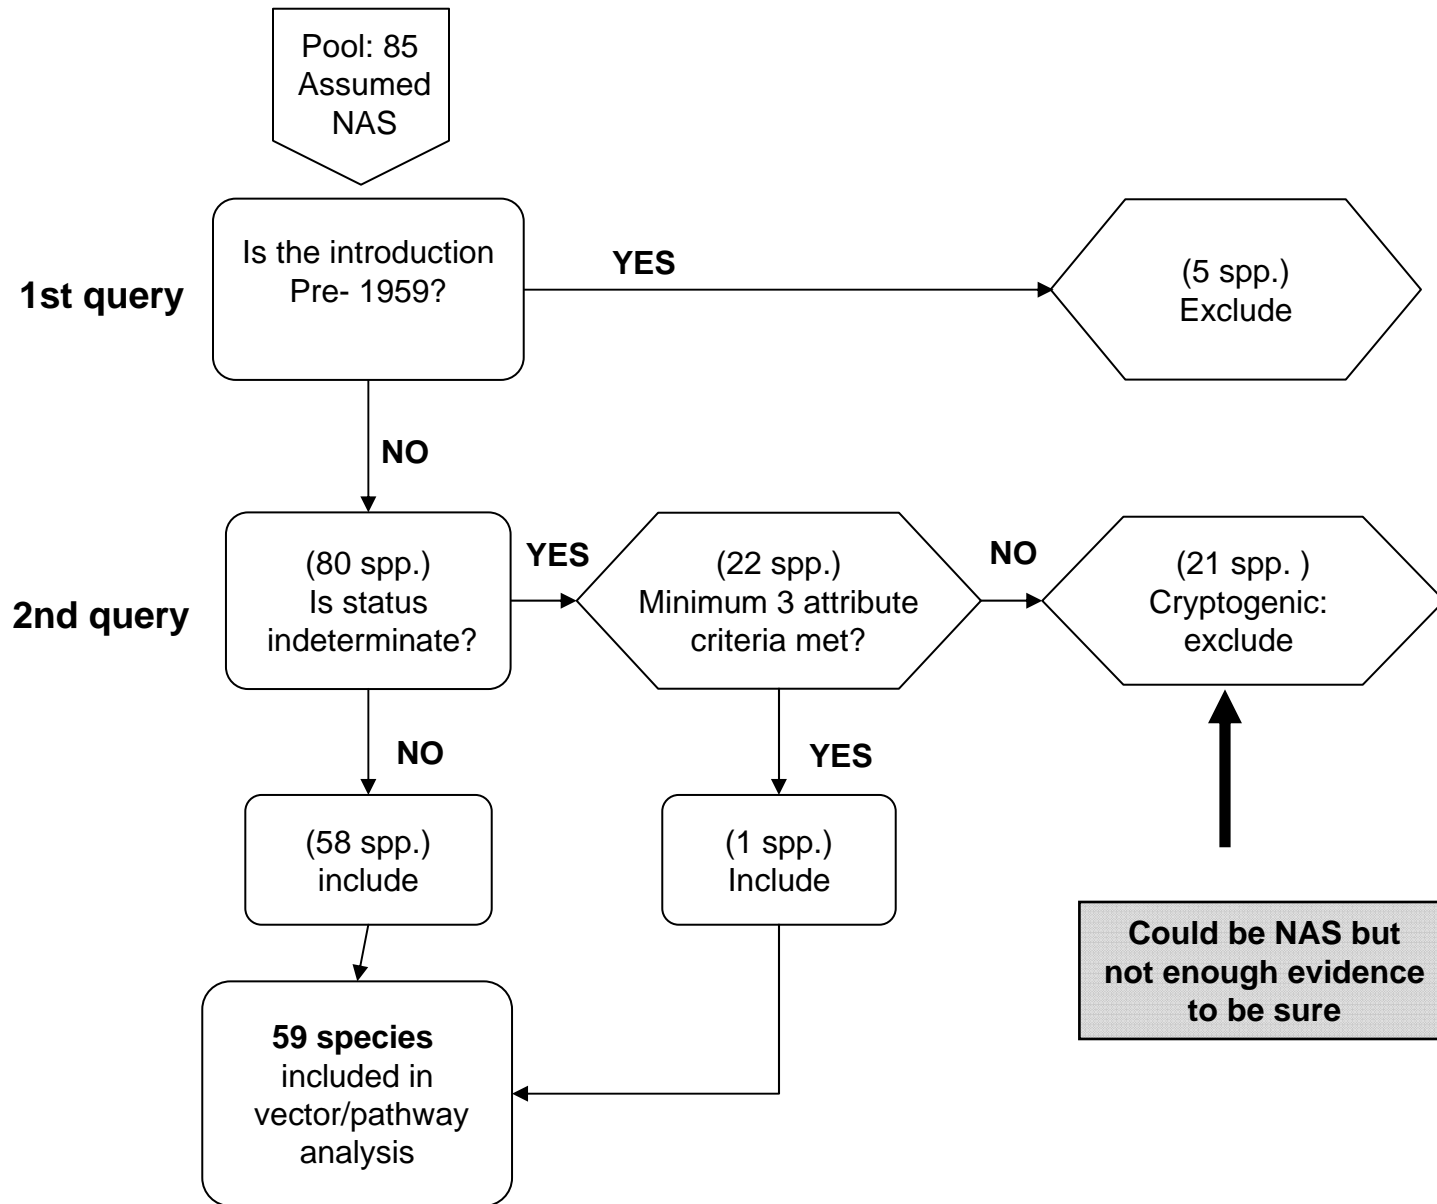 Pool: 85
Assumed
NAS
1st query
Is the introduction
Pre- 1959?
YES
(5 spp.)
Exclude
NO
2nd query
(80 spp.)
Is status
indeterminate?
YES
(22 spp.)
Minimum 3 attribute
criteria met?
NO
(21 spp. )
Cryptogenic:
exclude
NO
YES
(58 spp.)
include
(1 spp.)
Include
Could be NAS but
not enough evidence
to be sure
59 species
included in
vector/pathway
analysis